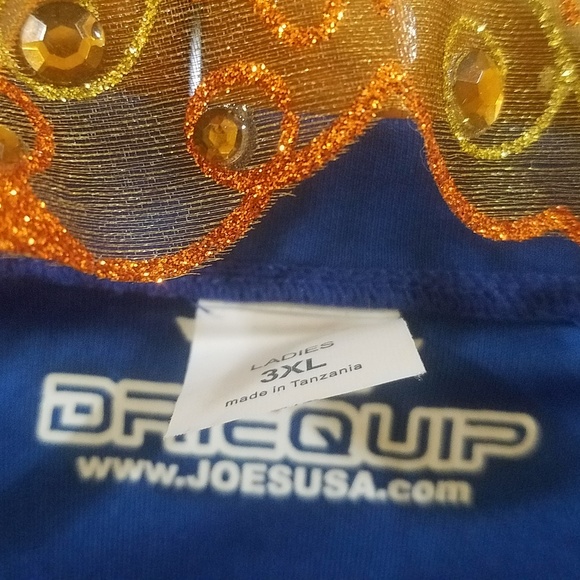 LADIES
3XL
made in Tanzania
DRIEQUIP
www.JOESUSA.com